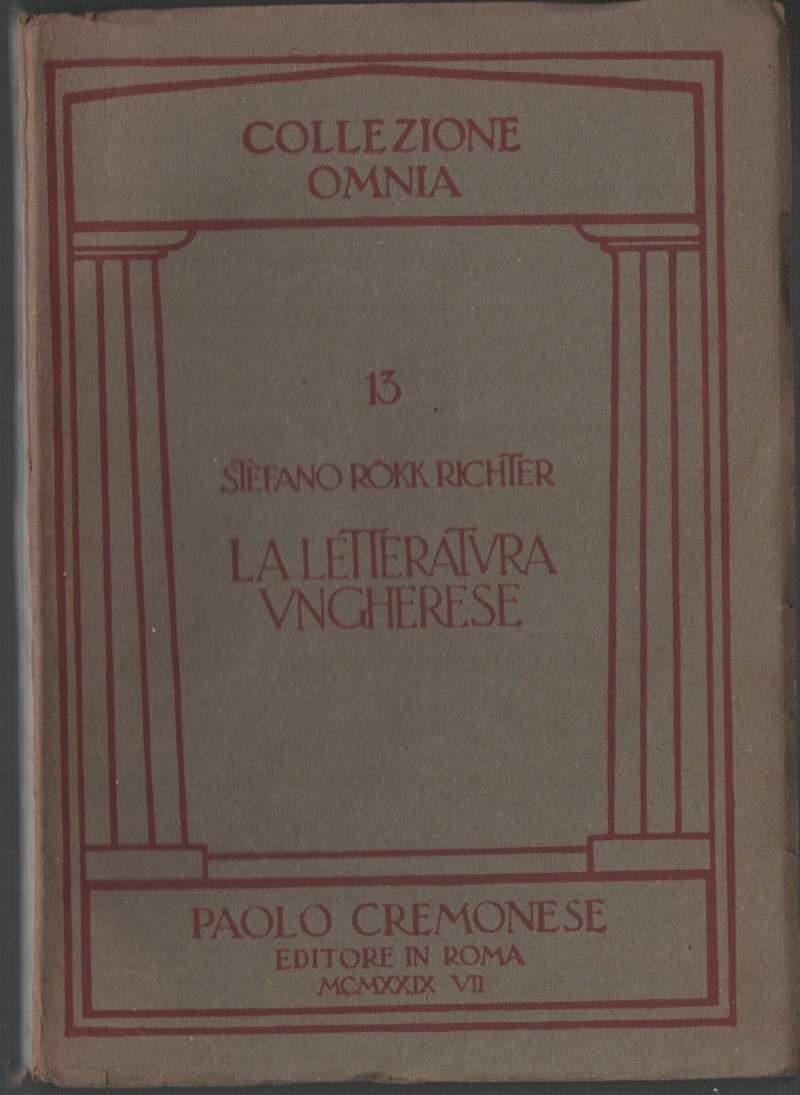 COLLEZIONE
OMNIA
13
STEFANO RÖKK RICHTER
LA LETTERATVRA
VNGHERESE
PAOLO CREMONESE
EDITORE IN ROMA
MCMXXIX VII